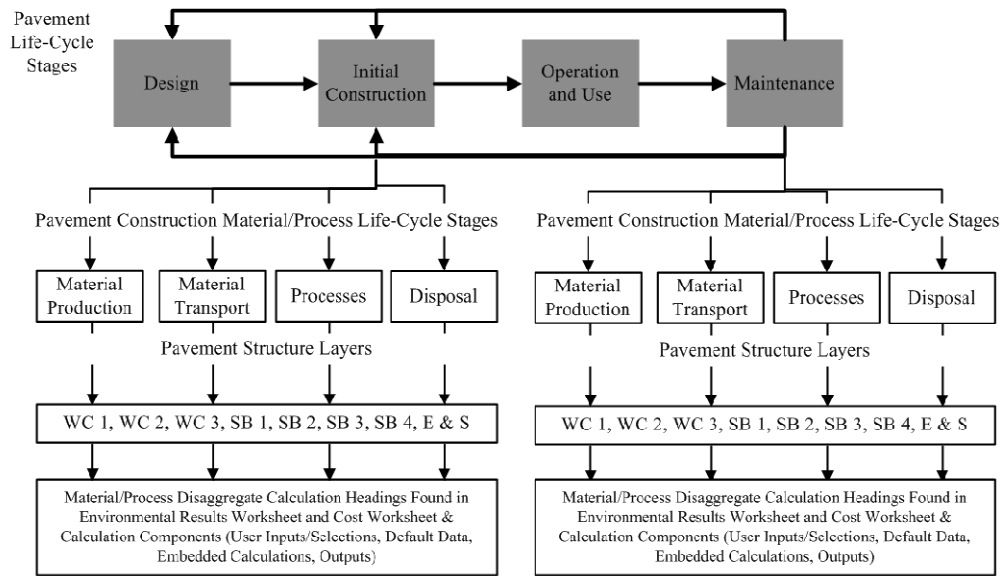 Pavement
Life-Cycle
Stages
Design
Initial
Construction
Operation
and Use
Maintenance
Pavement Construction Material/Process Life-Cycle Stages
Material
Production
Material
Transport
Processes
Disposal
Pavement Structure Layers
WC 1, WC 2, WC 3, SB 1, SB 2, SB 3, SB 4, E & S
Material/Process Disaggregate Calculation Headings Found in
Environmental Results Worksheet and Cost Worksheet &
Calculation Components (User Inputs/Selections, Default Data,
Embedded Calculations, Outputs)
Pavement Construction Material/Process Life-Cycle Stages
Material
Production
Material
Transport
Processes
Disposal
Pavement Structure Layers
WC 1, WC 2, WC 3, SB 1, SB 2, SB 3, SB 4, E & S
Material/Process Disaggregate Calculation Headings Found in
Environmental Results Worksheet and Cost Worksheet &
Calculation Components (User Inputs/Selections, Default Data,
Embedded Calculations, Outputs)